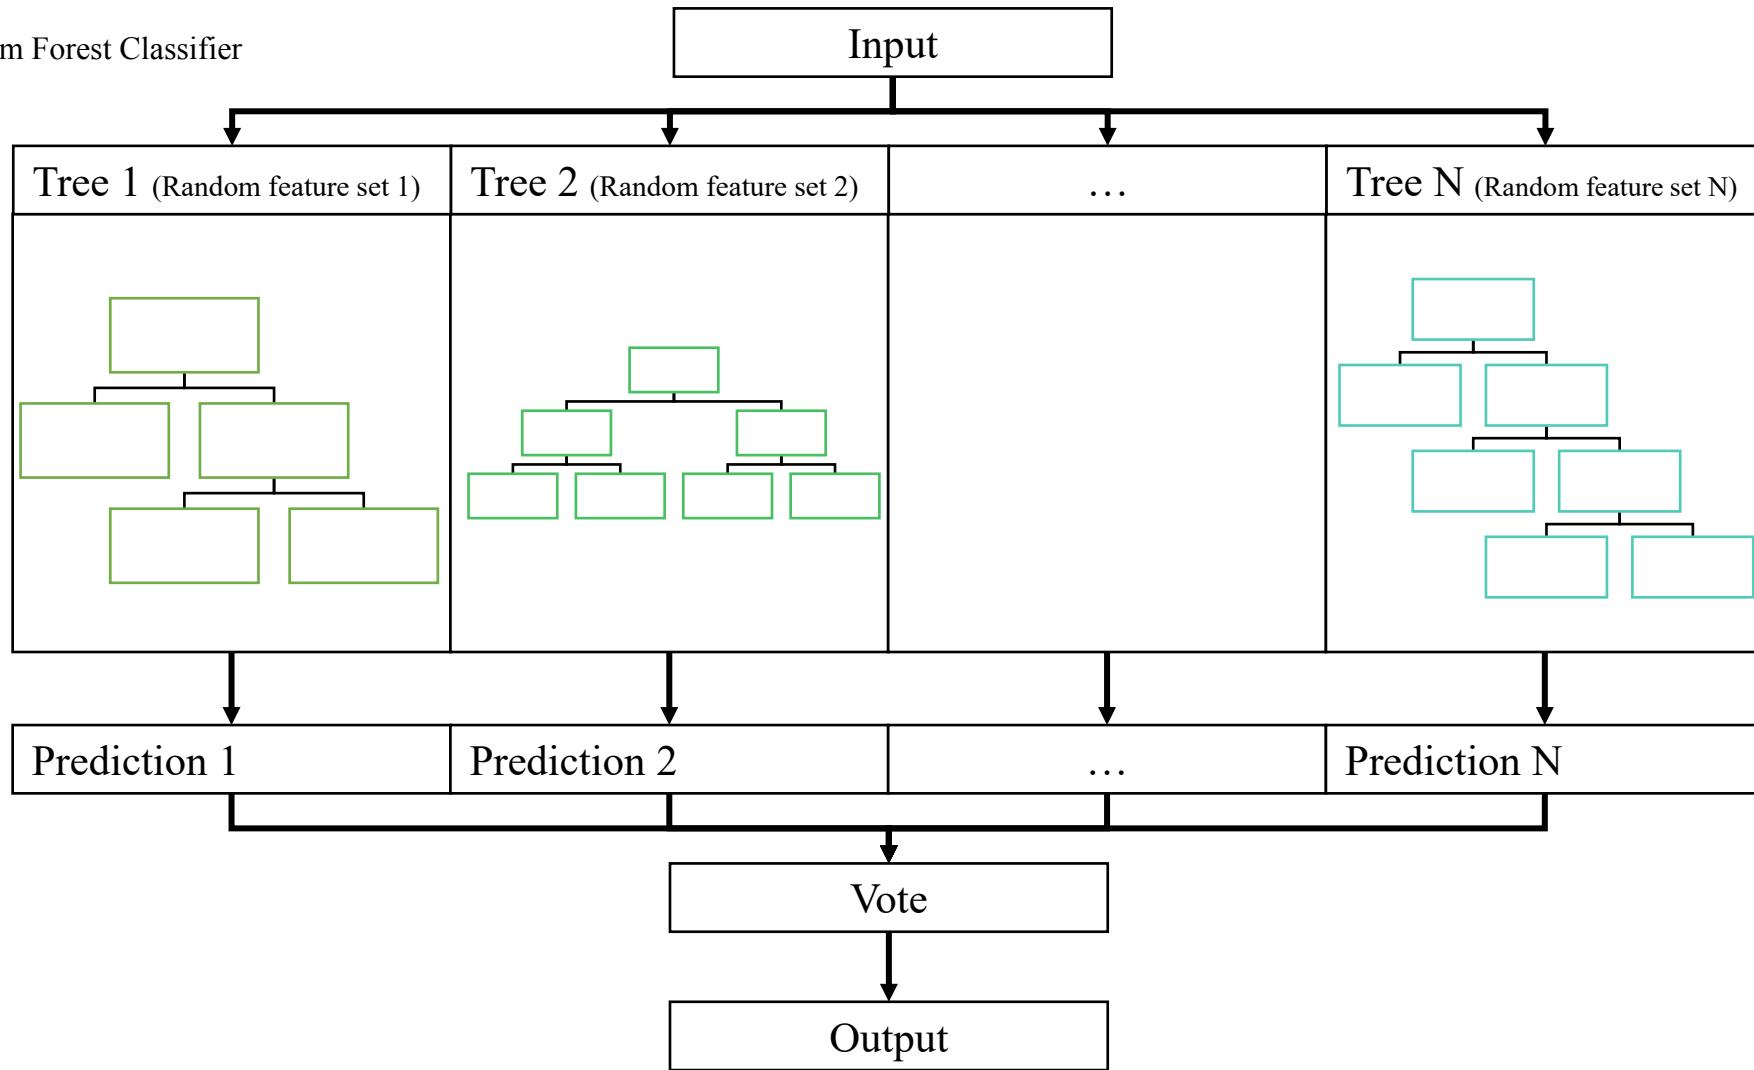 m Forest Classifier
Input
Tree 1 (Random feature set 1)
Tree 2 (Random feature set 2)
…
Tree N (Random feature set N)
Prediction 1
Prediction 2
…
Prediction N
Vote
Output